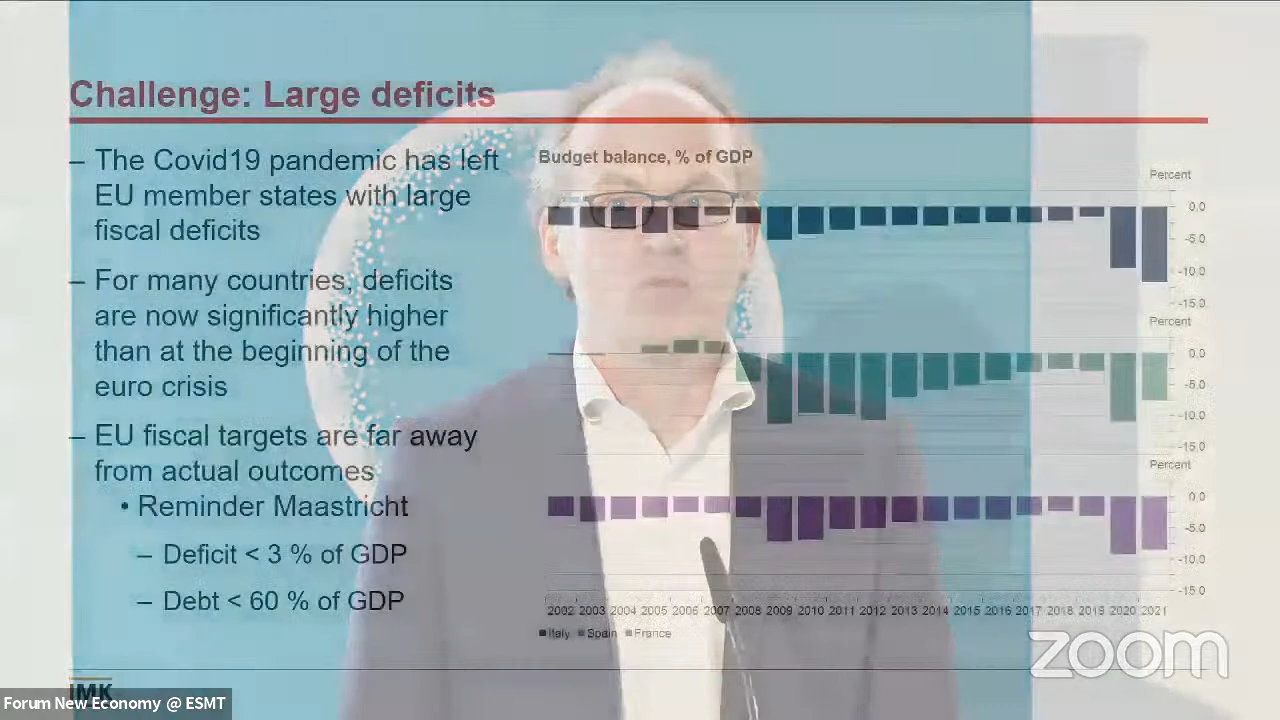 Challenge: Large deficits
– The Covid19 pandemic has left
EU member states with large
fiscal deficits
– For many countries, deficits
are now significantly higher
than at the beginning of the
euro crisis
– EU fiscal targets are far away
from actual outcomes
• Reminder Maastricht
– Deficit < 3 % of GDP
– Debt < 60 % of GDP
Budget balance, % of GDP
Percent
0.0
-5.0
-10.0
-15.0
Percent
0.0
-5.0
-10.0
-15.0
Percent
0.0
-5.0
-10.0
-15.0
2002 2003 2004 2005 2006 2007 2008 2009 2010 2011 2012 2013 2014 2015 2016 2017 2018 2019 2020 2021
Italy Spain France
zoom
IMK
Forum New Economy @ ESMT